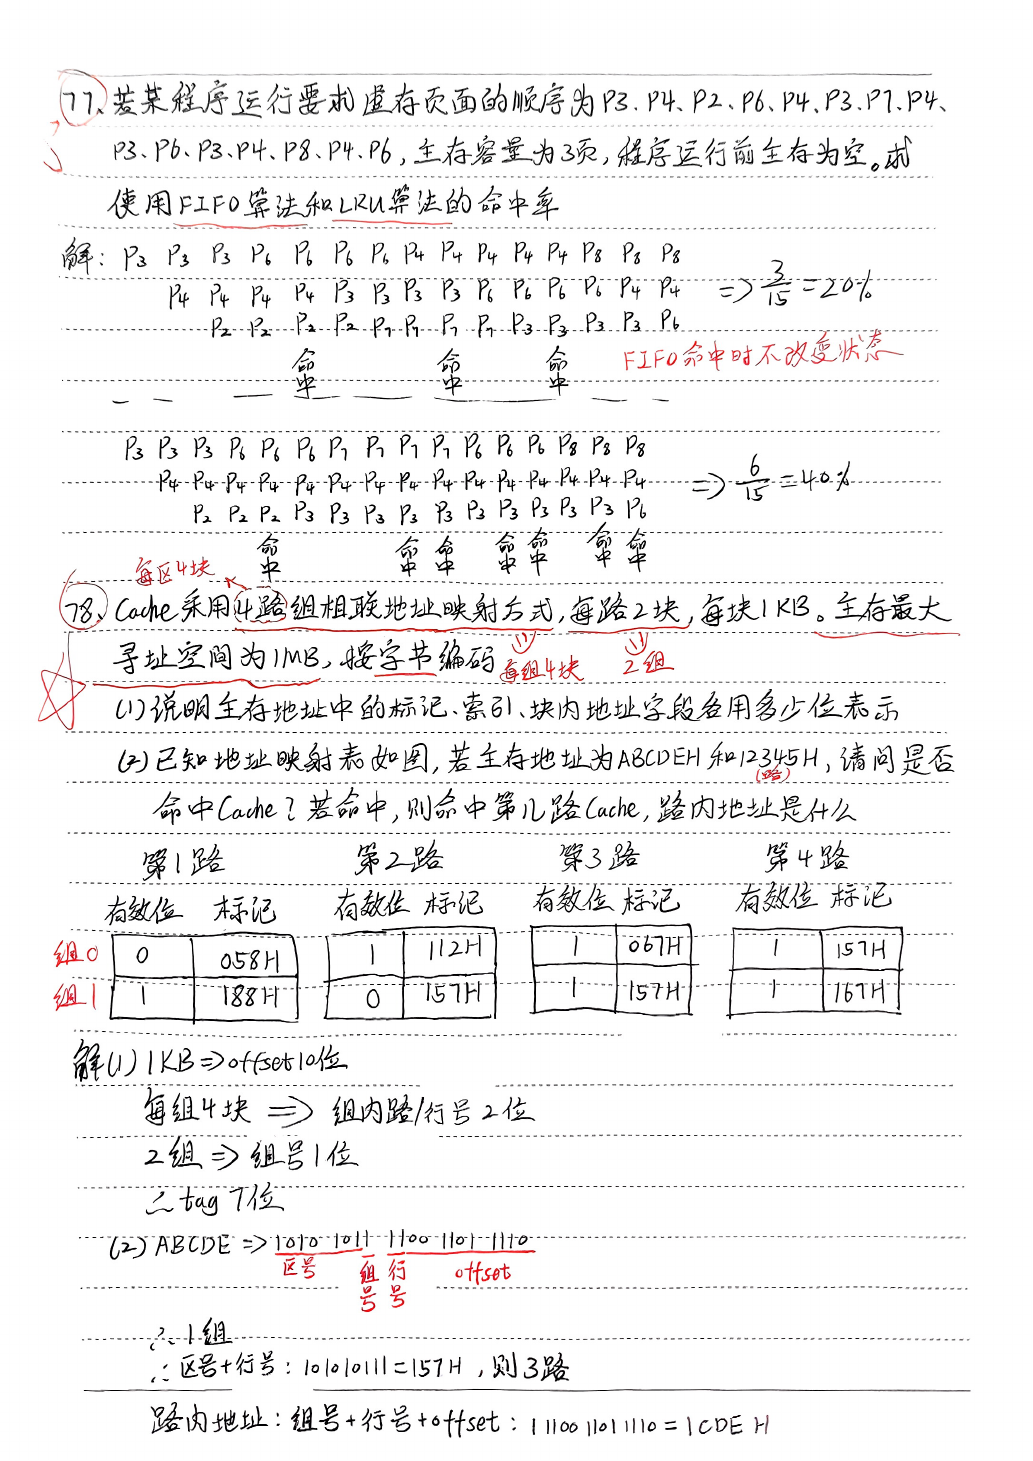 77、若某程序运行要求虚存页面的顺序为P3、P4、P2、P6、P4、P3、P7、P4、
P3、P6、P3、P4、P8、P4、P6，主存容量为3页，程序运行前主存为空。求
使用FIFO算法和LRU算法的命中率
解：P3 P3 P3 P6 P6 P6 P6 P4 P4 P4 P4 P4 P8 P8 P8
P4 P4 P4 P4 P3 P3 P3 P3 P6 P6 P6 P6 P4 P4 => 3/15=20%
P2 P2 P2 P2 P7 P7 P7 P7 P3 P3 P3 P3 P6
命中 命中 命中 FIFO命中时不改变状态
P3 P3 P3 P6 P6 P6 P7 P7 P7 P7 P6 P6 P6 P8 P8 P8
P4 P4 P4 P4 P4 P4 P4 P4 P4 P4 P4 P4 P4 P4 P4 => 6/15=40%
P2 P2 P2 P3 P3 P3 P3 P3 P3 P3 P3 P3 P3 P6
命中 命中 命中 命中 命中 命中 命中
每区4块
78、Cache采用4路组相联地址映射方式，每路2块，每块1KB。主存最大
寻址空间为1MB，按字节编码 每组4块 2组
(1)说明主存地址中的标记、索引、块内地址字段各用多少位表示
(2)已知地址映射表如图，若主存地址为ABCDEH和12345H，请问是否
(路)
命中Cache？若命中，则命中第几路Cache，路内地址是什么
第1路 第2路 第3路 第4路
有效位 标记 有效位 标记 有效位 标记 有效位 标记
组0 0 058H 1 112H 1 067H 1 157H
组1 1 188H 0 157H 1 157H 1 167H
解(1) 1KB=>offset10位
每组4块 => 组内路/行号2位
2组=>组号1位
∴tag 7位
(2)ABCDE=>1010 1011 1100 1101 1110
区号 组号 行号 offset
∴1组
∴区号+行号：101010111=157H，则3路
路内地址：组号+行号+offset：1 1100 1101 1110=1CDE H